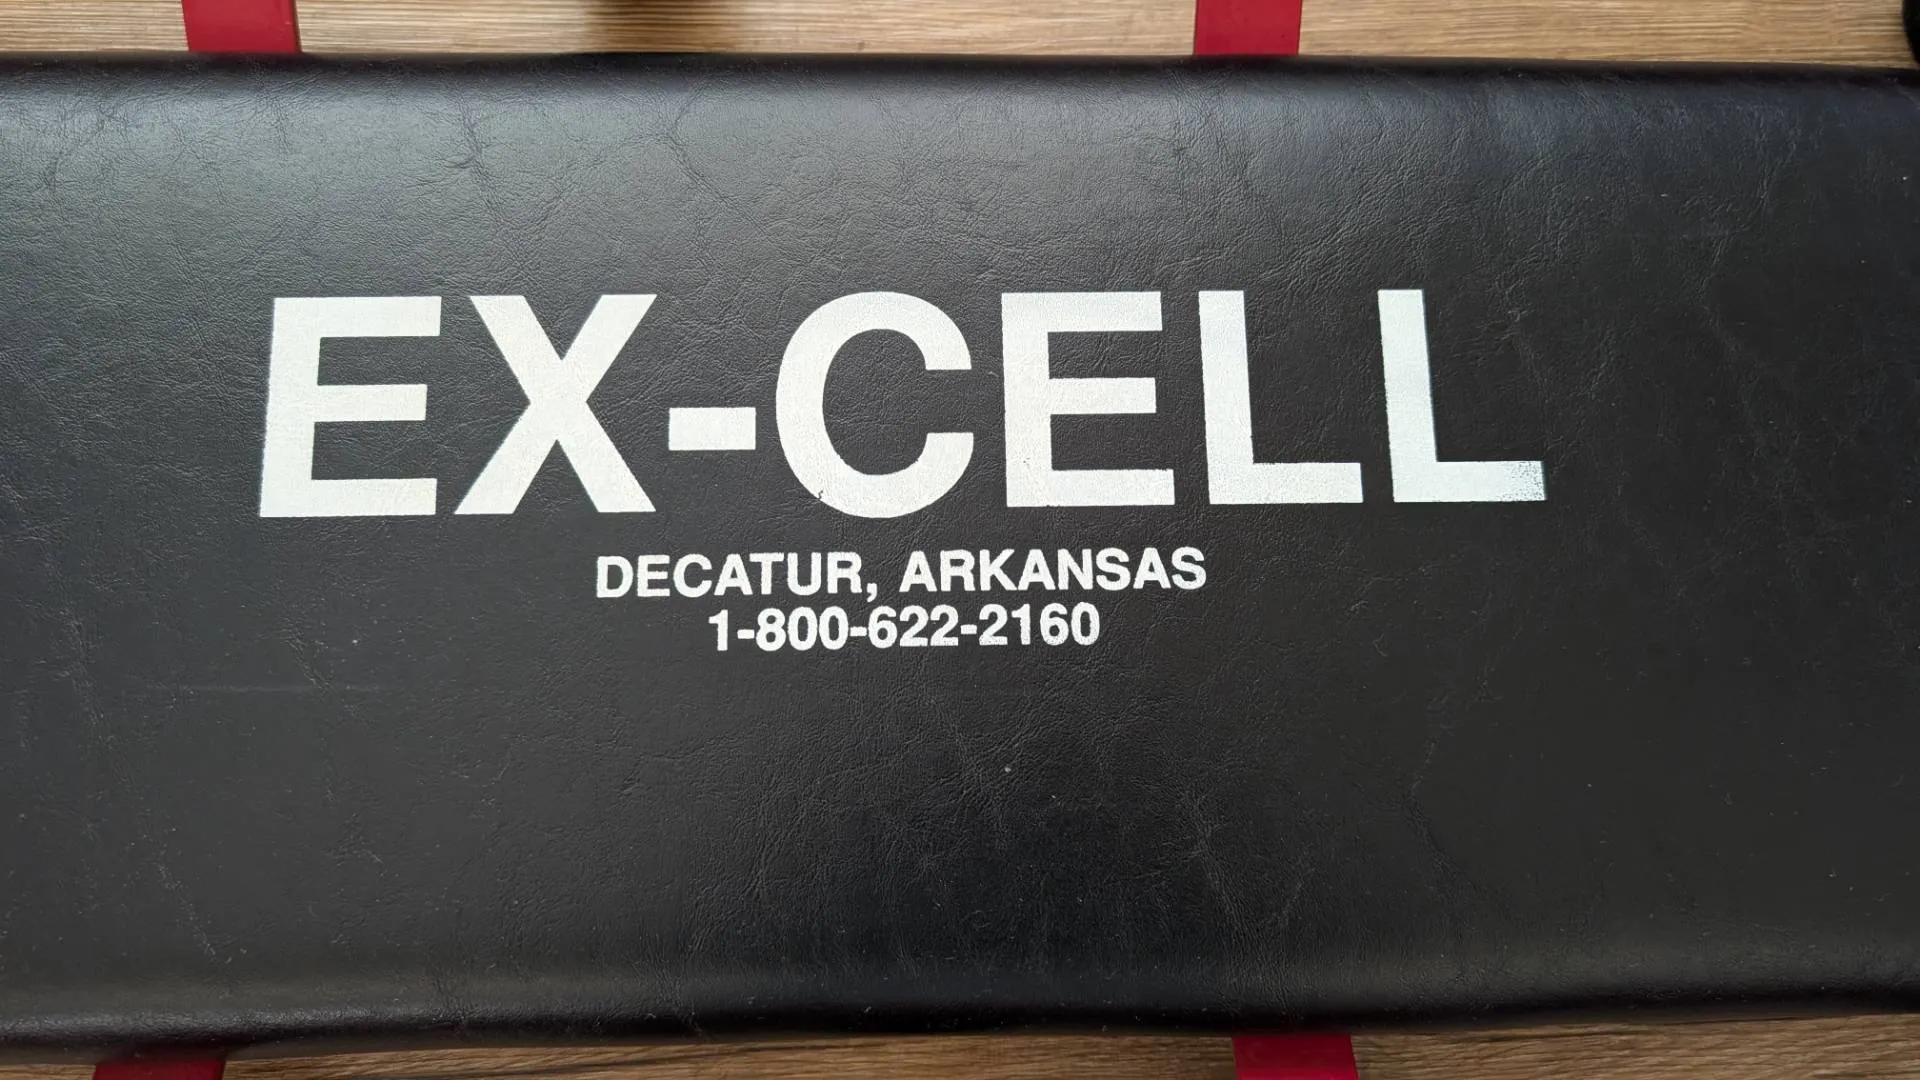 EX-CELL
DECATUR, ARKANSAS
1-800-622-2160